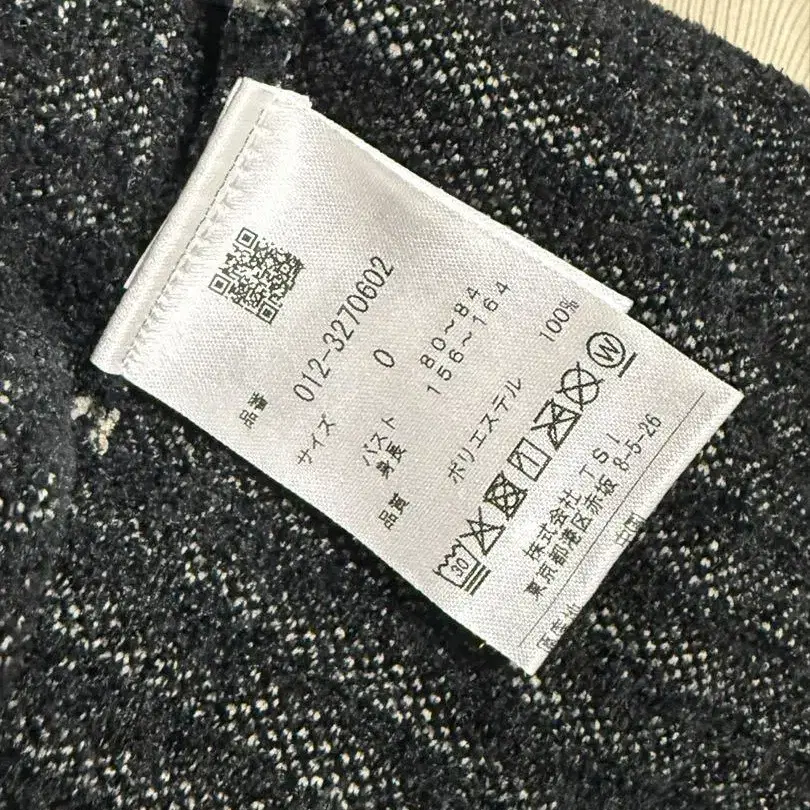 品番 012-3270602
サイズ 0
バスト 80~84
身長 156~164
品質
ポリエステル 100%
30 W
株式会社 TSI
東京都港区赤坂 8-5-26
中国